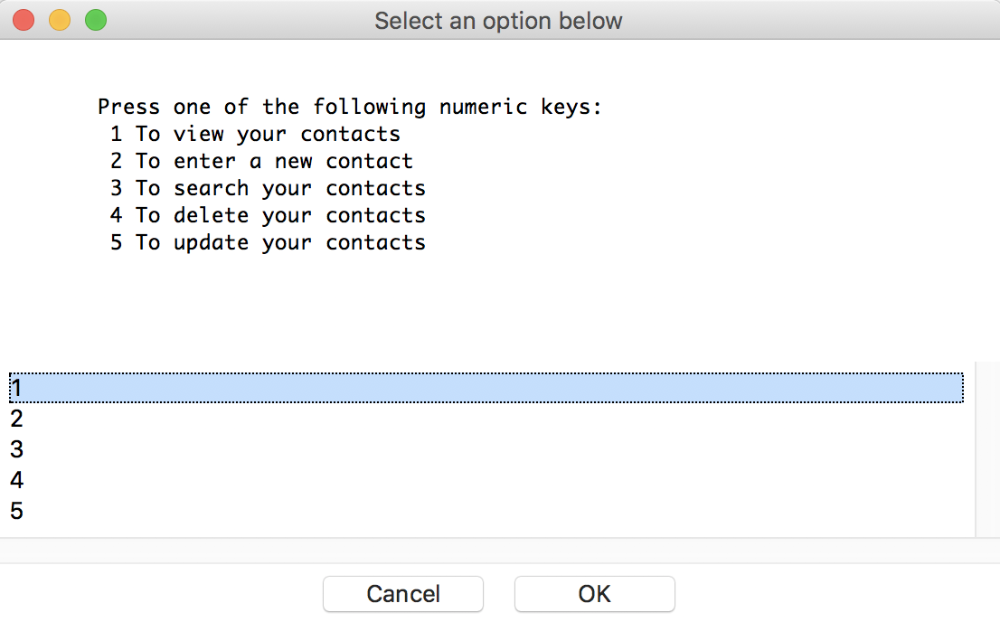 Select an option below
Press one of the following numeric keys:
1 To view your contacts
2 To enter a new contact
3 To search your contacts
4 To delete your contacts
5 To update your contacts
1
2
3
4
5
Cancel OK